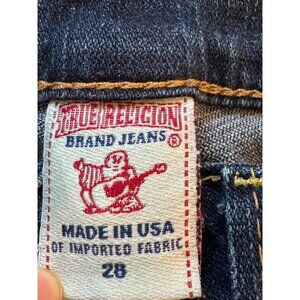 TRUE RELIGION
BRAND JEANS ®
MADE IN USA
OF IMPORTED FABRIC
28